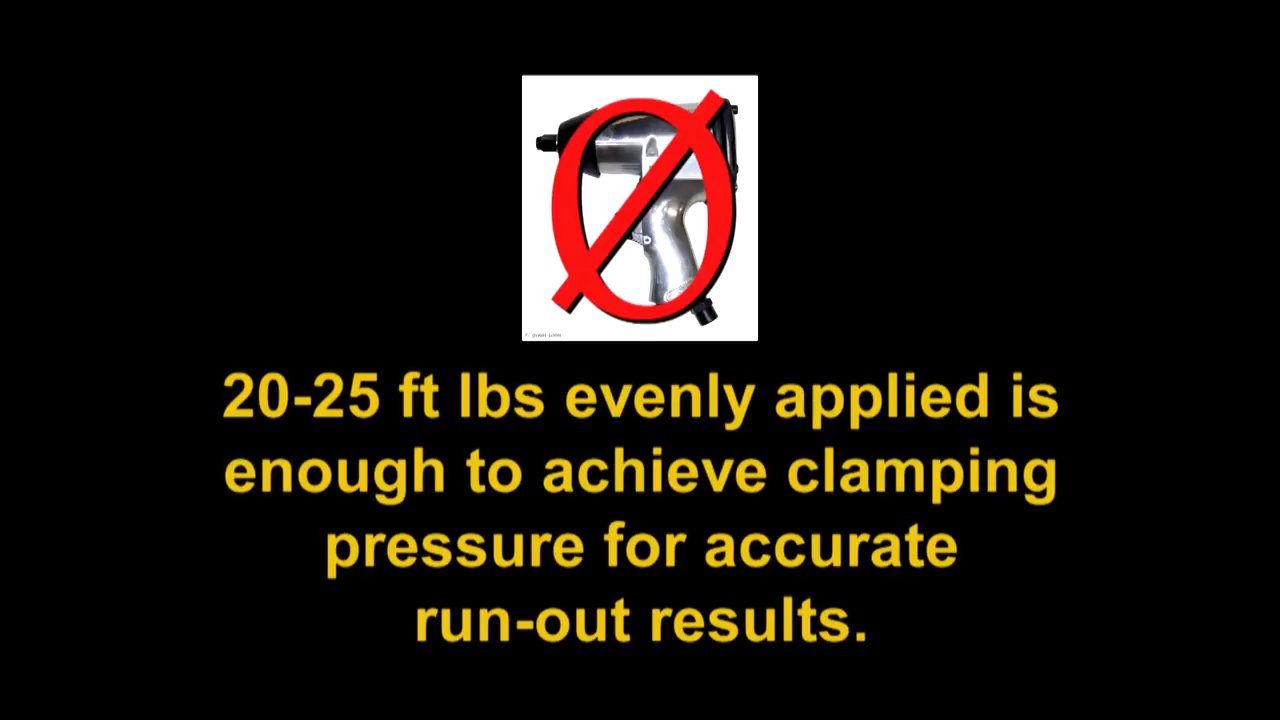 20-25 ft lbs evenly applied is
enough to achieve clamping
pressure for accurate
run-out results.